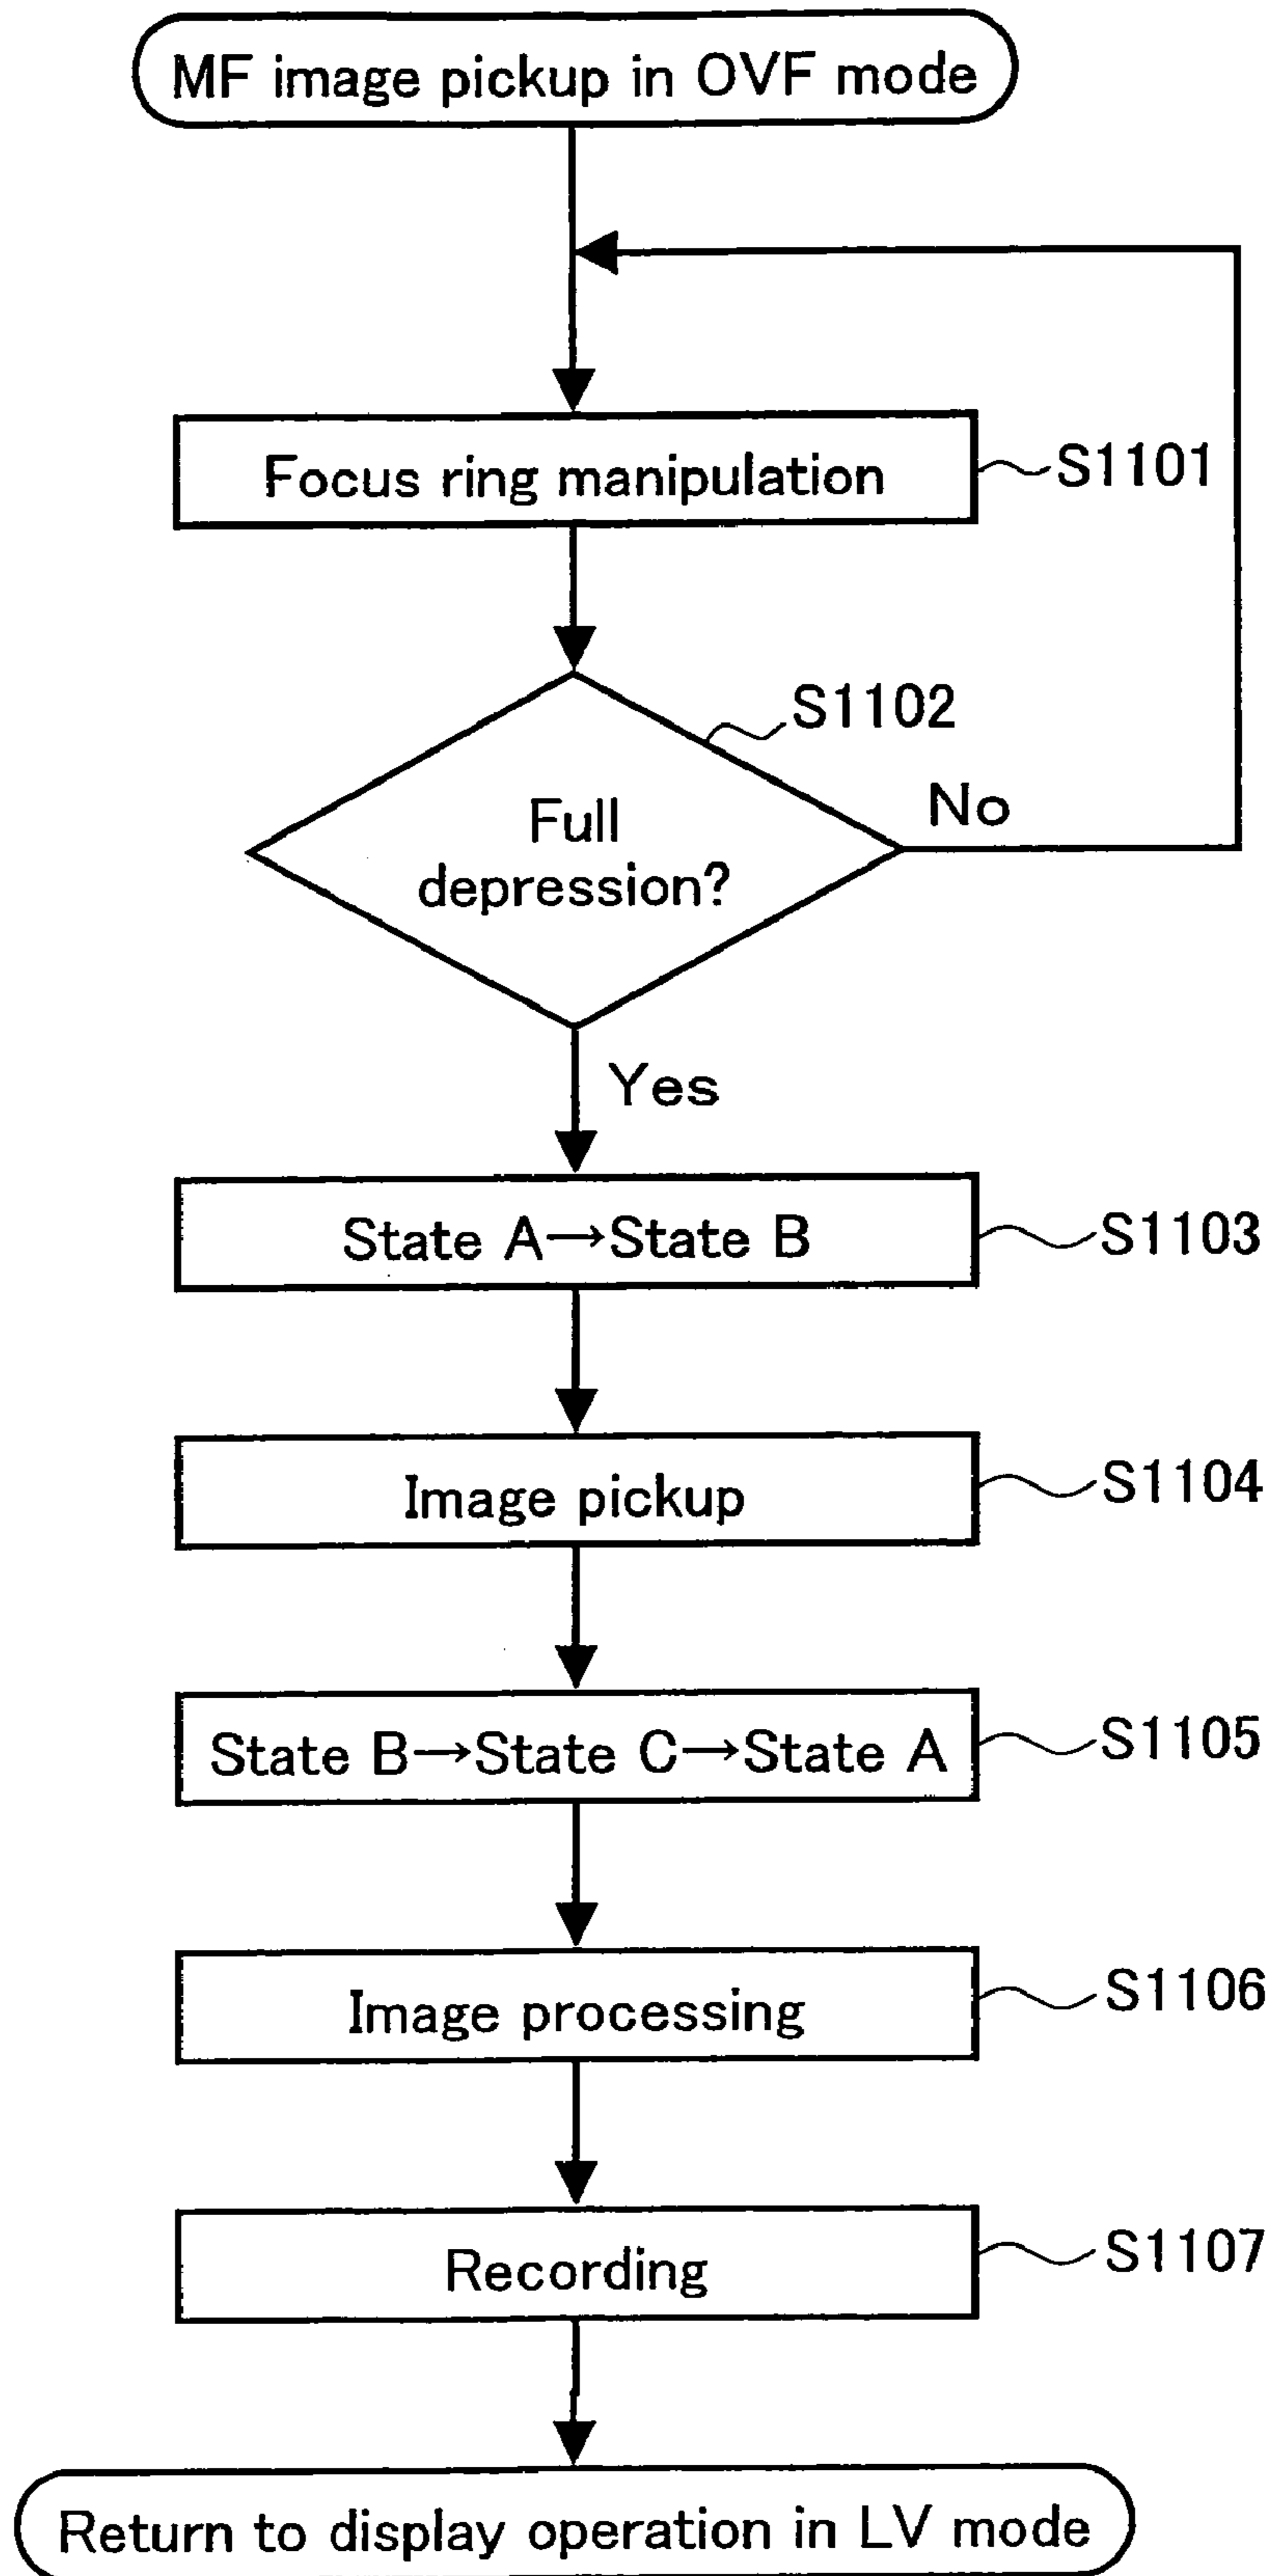 MF image pickup in OVF mode
Focus ring manipulation
S1101
S1102
Full
depression?
No
Yes
State A→State B
S1103
Image pickup
S1104
State B→State C→State A
S1105
Image processing
S1106
Recording
S1107
Return to display operation in LV mode